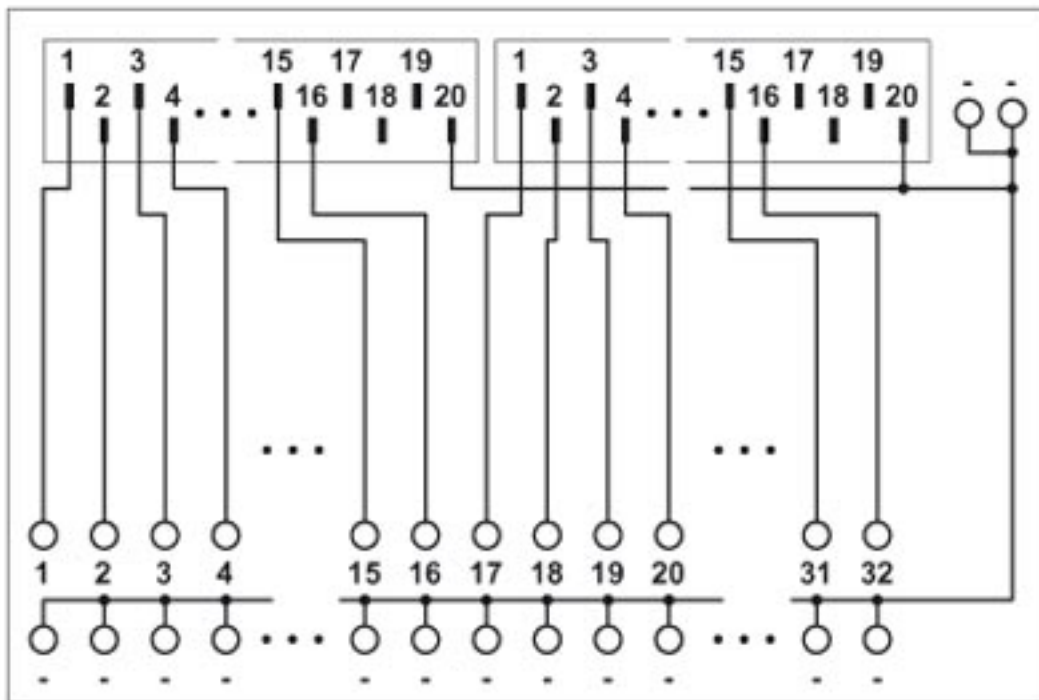 1 3 15 17 19 1 3 15 17 19 - -
2 4 • • • 16 18 20 2 4 • • • 16 18 20
• • • • • •
1 2 3 4 15 16 17 18 19 20 31 32
• • • • • •
- - - - - - - - - - - -